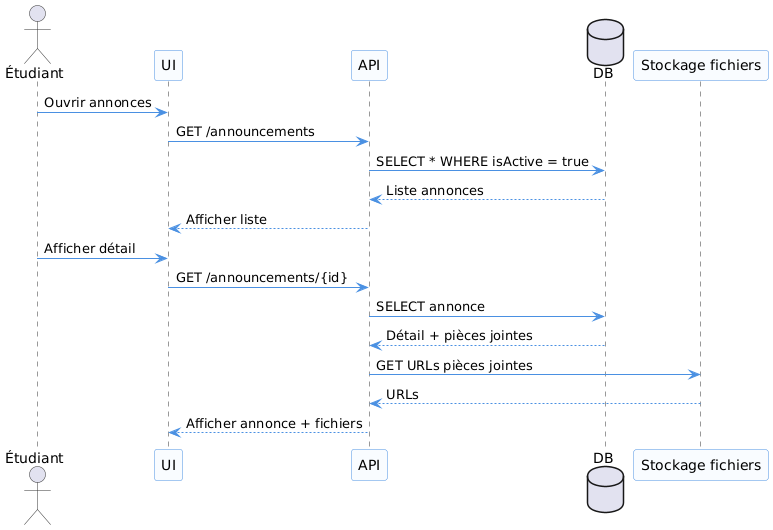 Étudiant
UI
API
DB
Stockage fichiers
Ouvrir annonces
GET /announcements
SELECT * WHERE isActive = true
Liste annonces
Afficher liste
Afficher détail
GET /announcements/{id}
SELECT annonce
Détail + pièces jointes
GET URLs pièces jointes
URLs
Afficher annonce + fichiers
Étudiant
UI
API
DB
Stockage fichiers